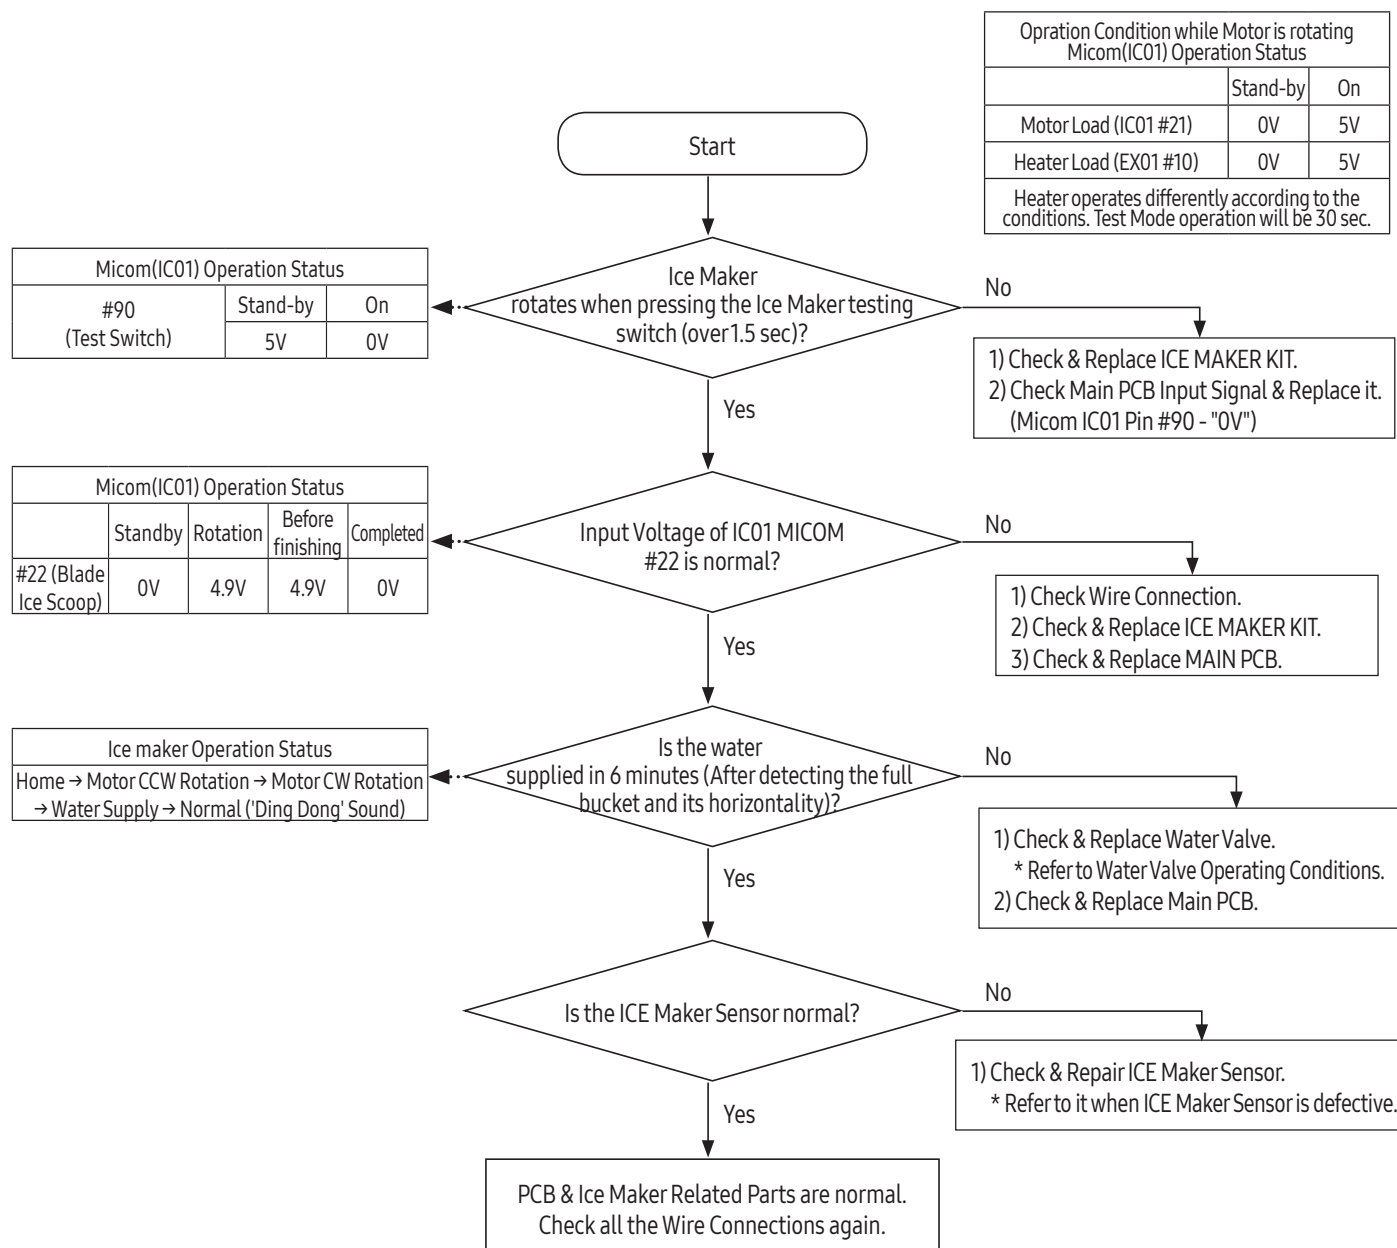 Opration Condition while Motor is rotating
Micom(IC01) Operation Status
Stand-by On
Motor Load (IC01 #21) 0V 5V
Heater Load (EX01 #10) 0V 5V
Heater operates differently according to the
conditions. Test Mode operation will be 30 sec.
Start
Micom(IC01) Operation Status
#90
(Test Switch)
Stand-by On
5V 0V
Ice Maker
rotates when pressing the Ice Maker testing
switch (over 1.5 sec)?
No
1) Check & Replace ICE MAKER KIT.
2) Check Main PCB Input Signal & Replace it.
(Micom IC01 Pin #90 - "0V")
Yes
Micom(IC01) Operation Status
Standby Rotation Before finishing Completed
#22 (Blade
Ice Scoop) 0V 4.9V 4.9V 0V
Input Voltage of IC01 MICOM
#22 is normal?
No
1) Check Wire Connection.
2) Check & Replace ICE MAKER KIT.
3) Check & Replace MAIN PCB.
Yes
Ice maker Operation Status
Home → Motor CCW Rotation → Motor CW Rotation
→ Water Supply → Normal ('Ding Dong' Sound)
Is the water
supplied in 6 minutes (After detecting the full
bucket and its horizontality)?
No
1) Check & Replace Water Valve.
* Refer to Water Valve Operating Conditions.
2) Check & Replace Main PCB.
Yes
Is the ICE Maker Sensor normal?
No
1) Check & Repair ICE Maker Sensor.
* Refer to it when ICE Maker Sensor is defective.
Yes
PCB & Ice Maker Related Parts are normal.
Check all the Wire Connections again.